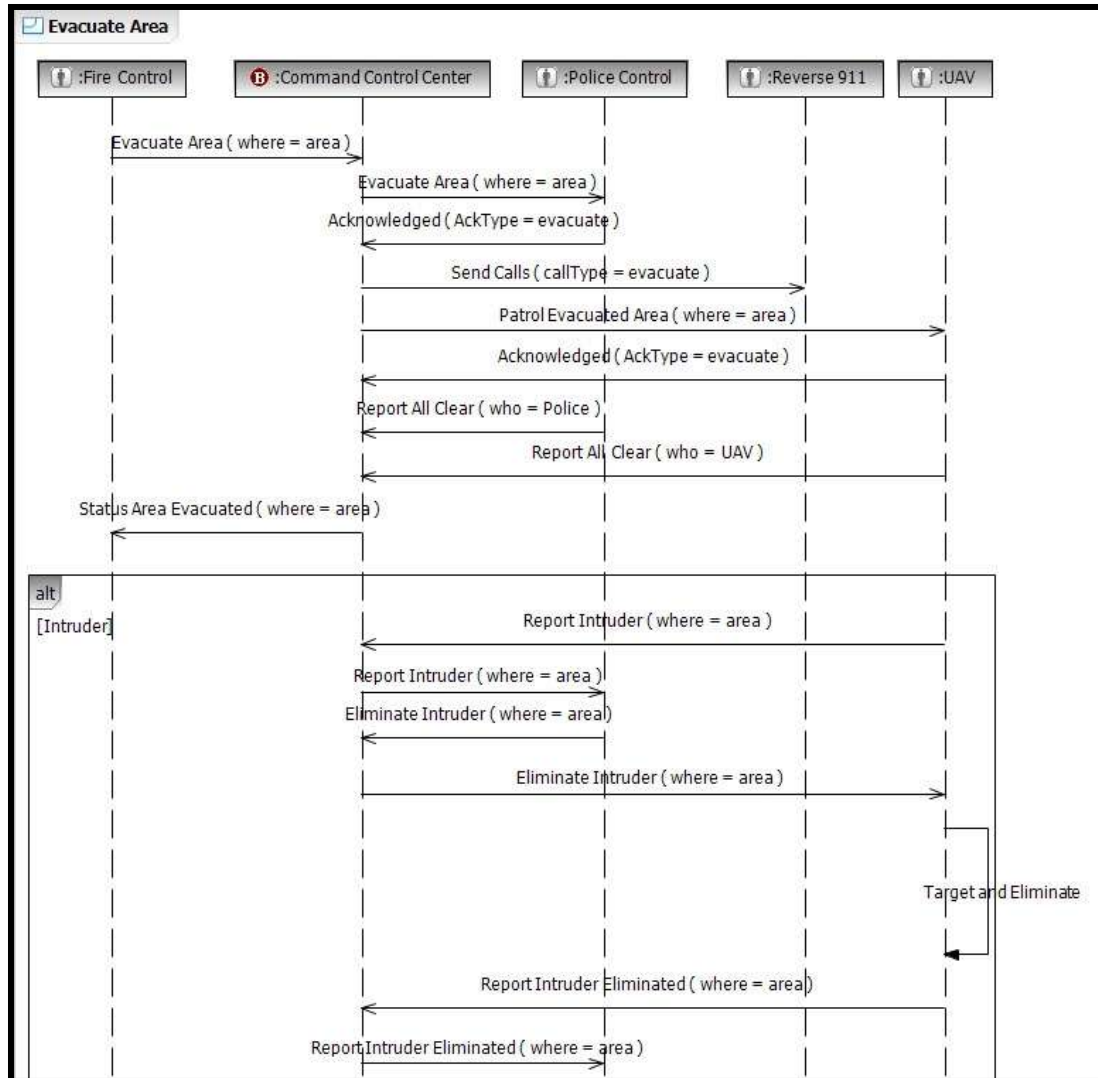 Evacuate Area
:Fire Control
B :Command Control Center
:Police Control
:Reverse 911
:UAV
Evacuate Area ( where = area )
Evacuate Area ( where = area )
Acknowledged ( AckType = evacuate )
Send Calls ( callType = evacuate )
Patrol Evacuated Area ( where = area )
Acknowledged ( AckType = evacuate )
Report All Clear ( who = Police )
Report All Clear ( who = UAV )
Status Area Evacuated ( where = area )
alt
[Intruder]
Report Intruder ( where = area )
Report Intruder ( where = area )
Eliminate Intruder ( where = area)
Eliminate Intruder ( where = area )
Target and Eliminate
Report Intruder Eliminated ( where = area)
Report Intruder Eliminated ( where = area )